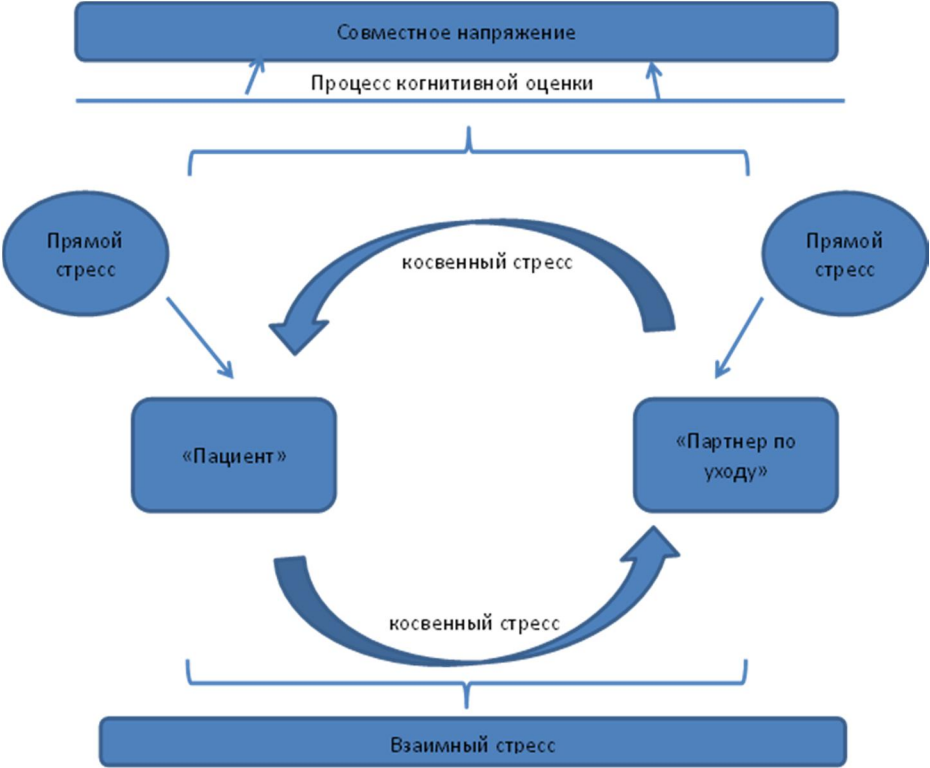 Совместное напряжение
Процесс когнитивной оценки
Прямой
стресс
Прямой
стресс
косвенный стресс
«Пациент»
«Партнер по
уходу»
косвенный стресс
Взаимный стресс